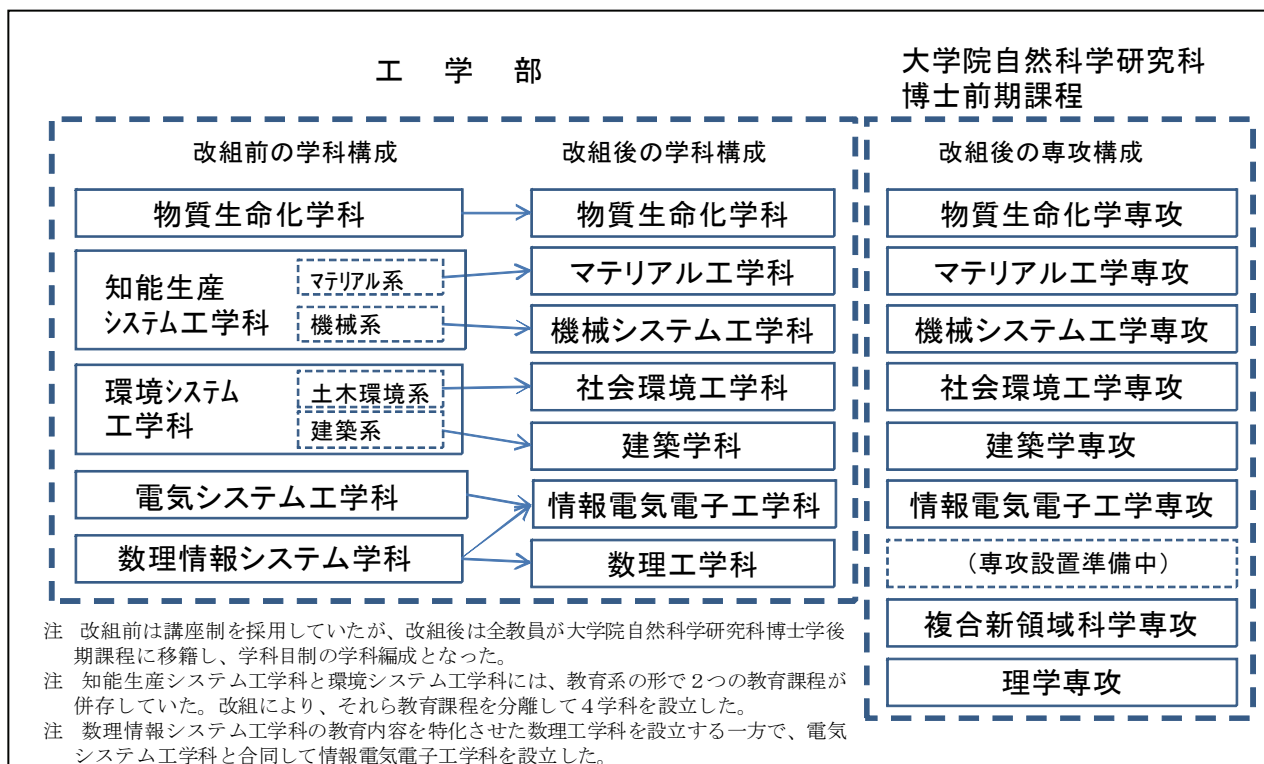 工 学 部
大学院自然科学研究科
博士前期課程
改組前の学科構成
改組後の学科構成
改組後の専攻構成
物質生命化学科
物質生命化学科
物質生命化学専攻
知能生産
システム工学科
マテリアル系
機械系
マテリアル工学科
マテリアル工学専攻
機械システム工学科
機械システム工学専攻
環境システム
工学科
土木環境系
建築系
社会環境工学科
社会環境工学専攻
建築学科
建築学専攻
電気システム工学科
情報電気電子工学科
情報電気電子工学専攻
数理情報システム学科
数理工学科
（専攻設置準備中）
複合新領域科学専攻
理学専攻
注 改組前は講座制を採用していたが、改組後は全教員が大学院自然科学研究科博士学後
期課程に移籍し、学科目制の学科編成となった。
注 知能生産システム工学科と環境システム工学科には、教育系の形で２つの教育課程が
併存していた。改組により、それら教育課程を分離して４学科を設立した。
注 数理情報システム工学科の教育内容を特化させた数理工学科を設立する一方で、電気
システム工学科と合同して情報電気電子工学科を設立した。